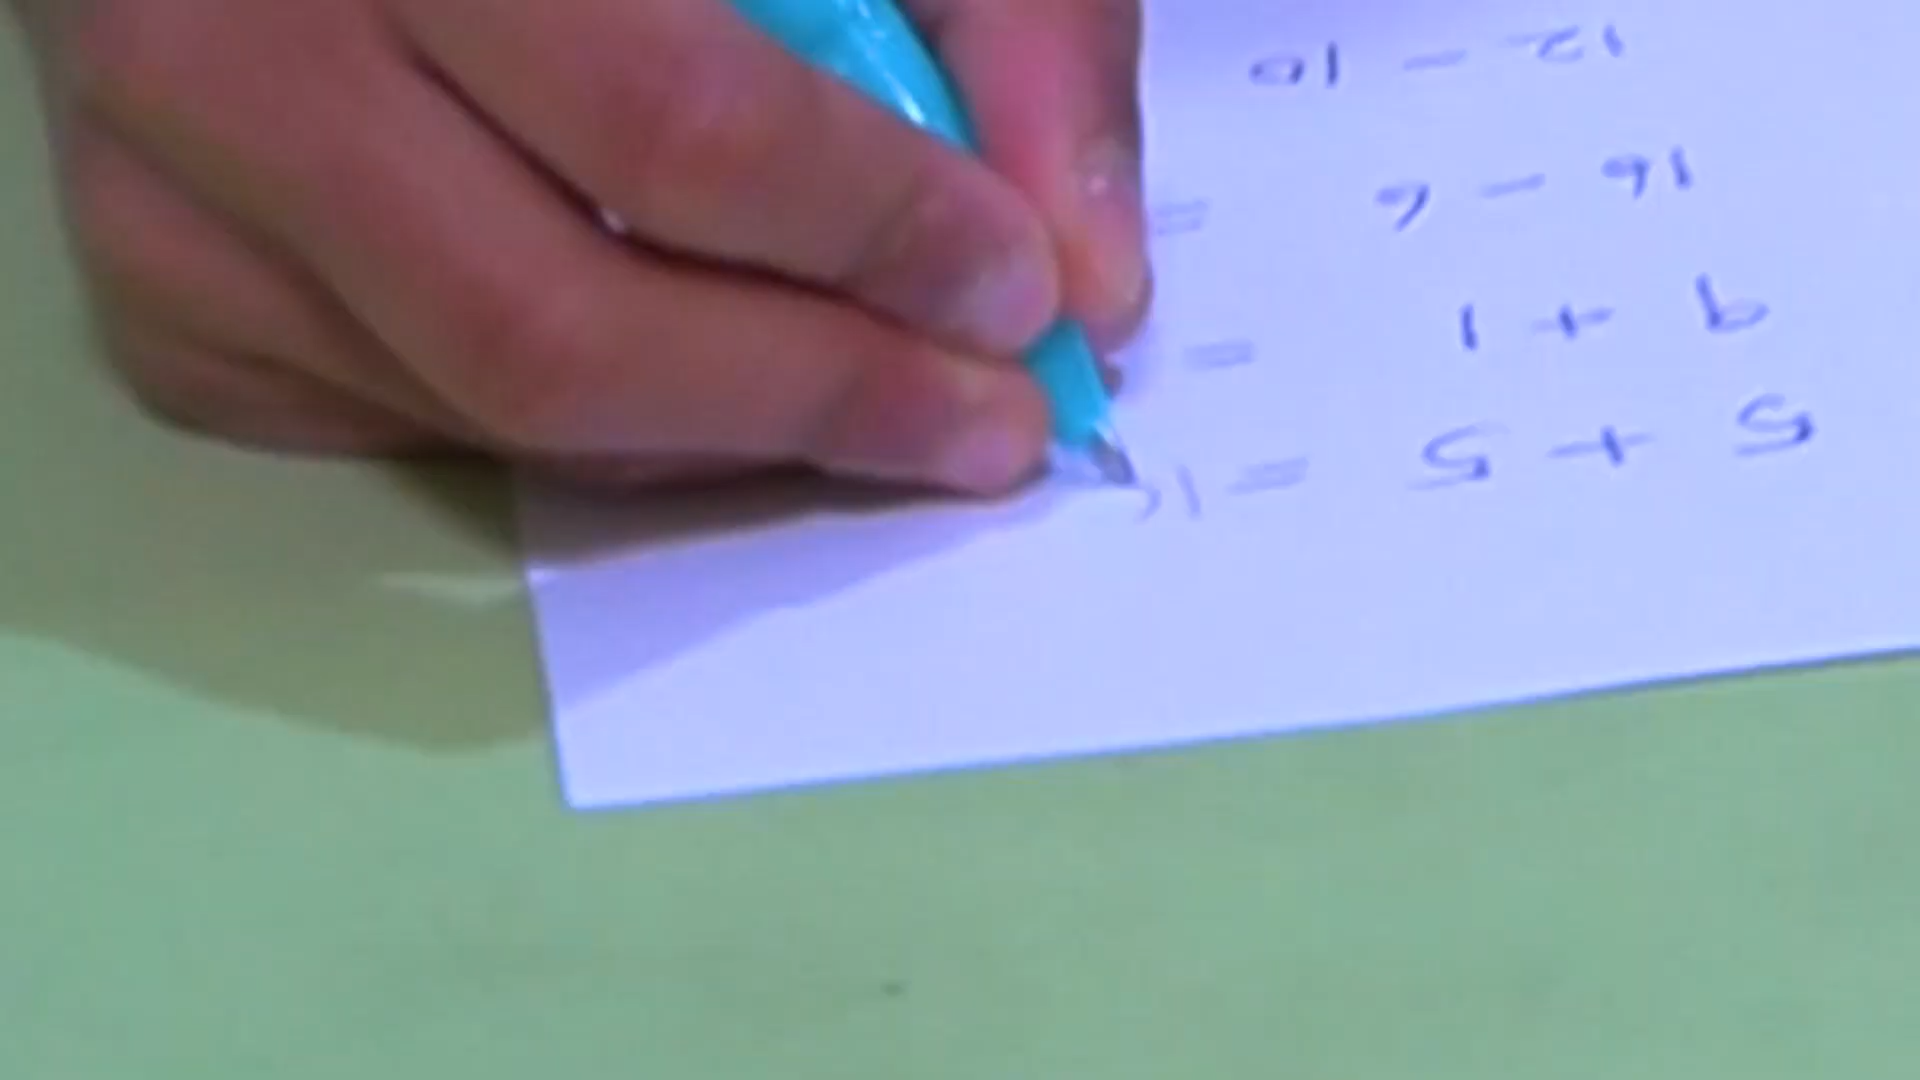 5 + 5 = 1
9 + 1 =
16 - 6 =
12 - 10